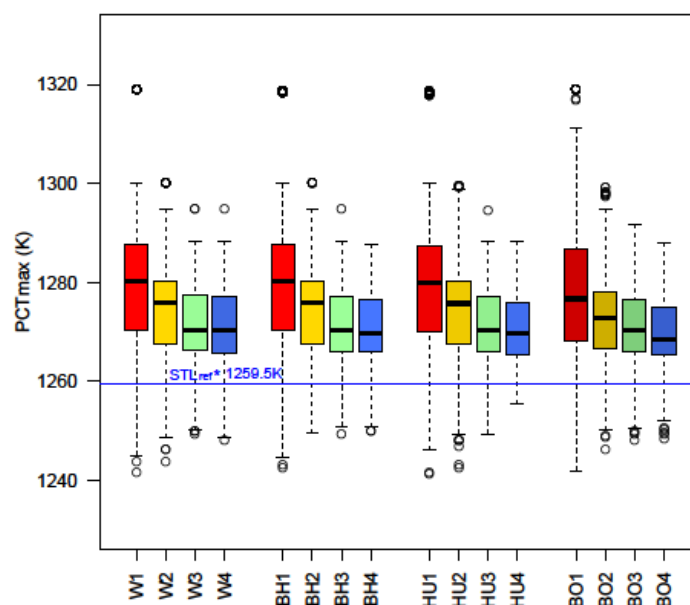 PCTmax (K)
1320
1300
1280
1260
1240
STLref* 1259.5K
W1 W2 W3 W4 BH1 BH2 BH3 BH4 HU1 HU2 HU3 HU4 BO1 BO2 BO3 BO4